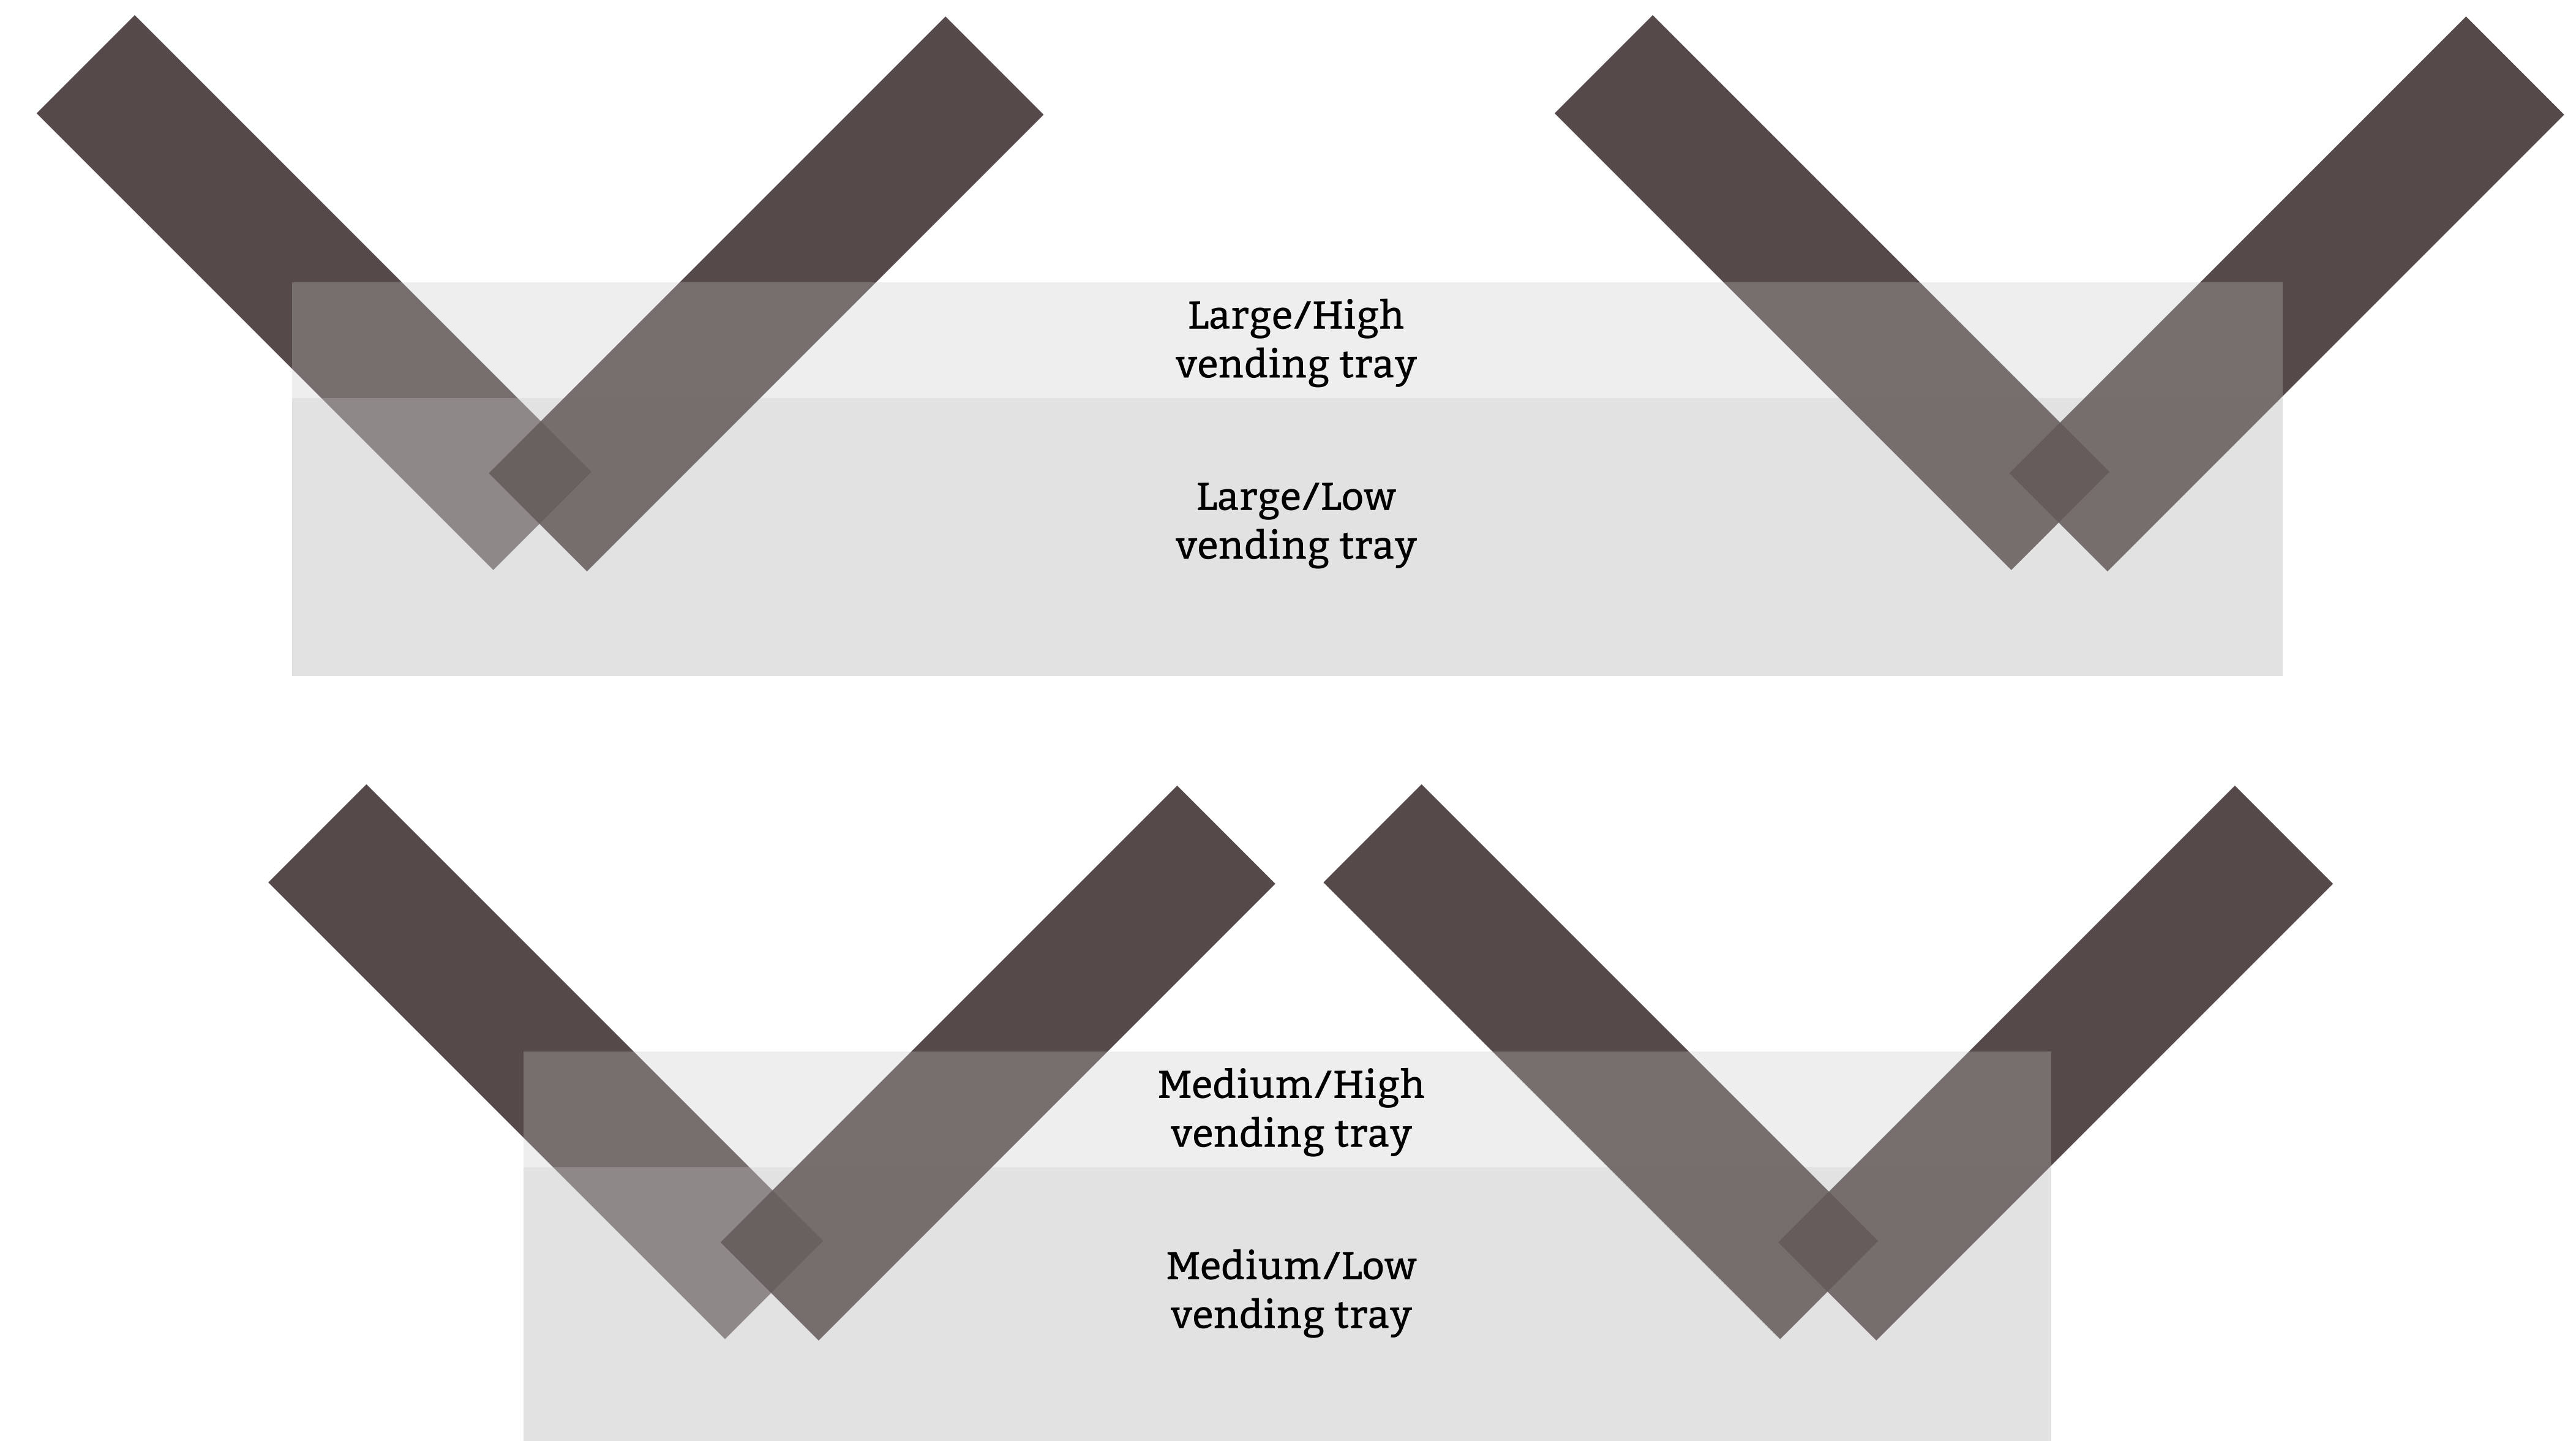 Large/High
vending tray
Large/Low
vending tray
Medium/High
vending tray
Medium/Low
vending tray